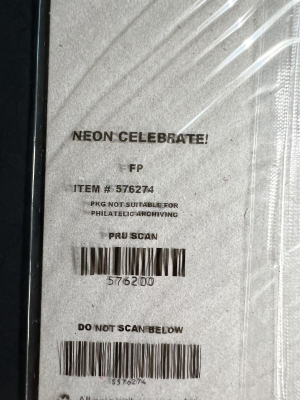 NEON CELEBRATE!
FP
ITEM # 576274
PKG NOT SUITABLE FOR
PHILATELIC ARCHIVING
PRU SCAN
576200
DO NOT SCAN BELOW
576274